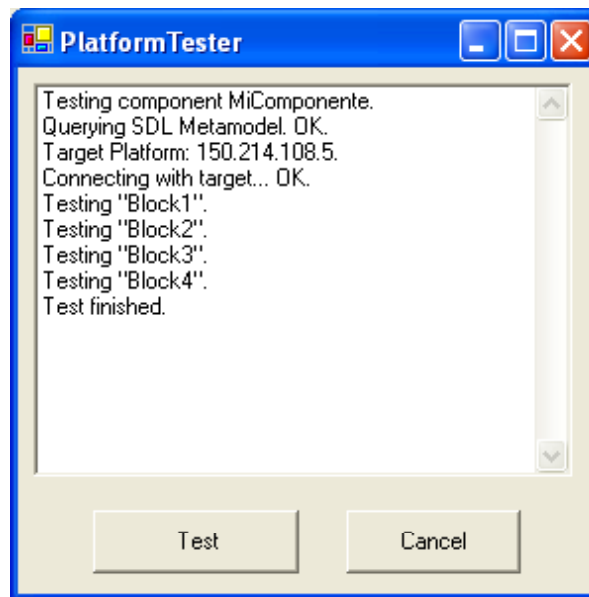 PlatformTester
Testing component MiComponente.
Querying SDL Metamodel. OK.
Target Platform: 150.214.108.5.
Connecting with target... OK.
Testing "Block1".
Testing "Block2".
Testing "Block3".
Testing "Block4".
Test finished.
Test Cancel